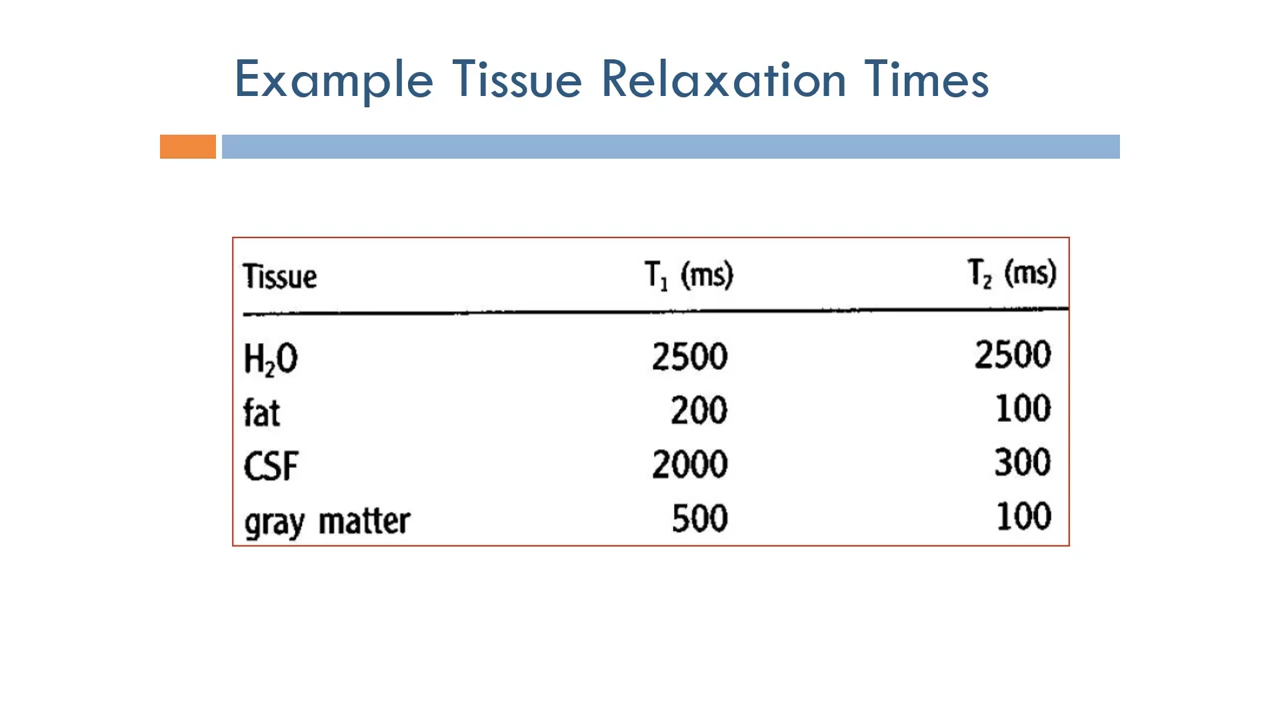 Example Tissue Relaxation Times
Tissue T₁ (ms) T₂ (ms)
H₂O 2500 2500
fat 200 100
CSF 2000 300
gray matter 500 100